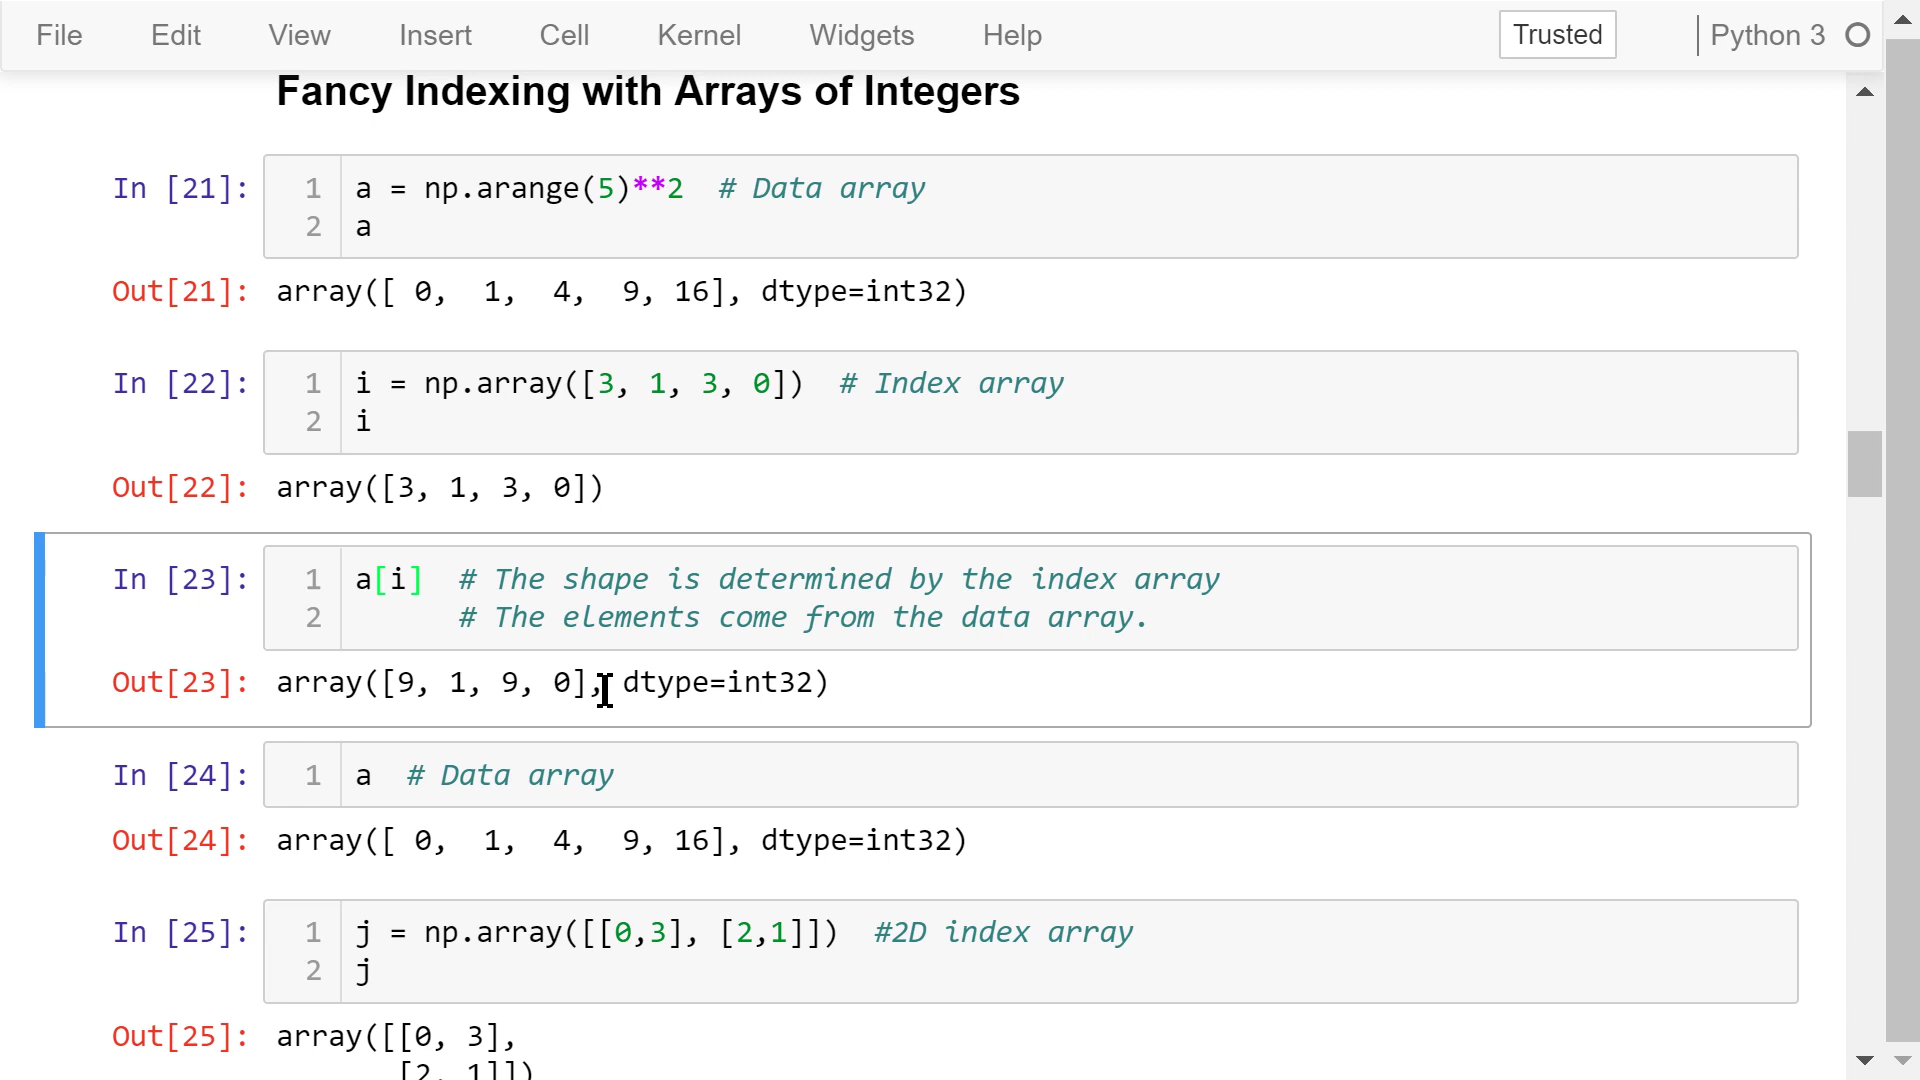 File Edit View Insert Cell Kernel Widgets Help Trusted Python 3
Fancy Indexing with Arrays of Integers
In [21]: 1 a = np.arange(5)**2  # Data array
2 a
Out[21]: array([ 0,  1,  4,  9, 16], dtype=int32)
In [22]: 1 i = np.array([3, 1, 3, 0])  # Index array
2 i
Out[22]: array([3, 1, 3, 0])
In [23]: 1 a[i]  # The shape is determined by the index array
2       # The elements come from the data array.
Out[23]: array([9, 1, 9, 0], dtype=int32)
In [24]: 1 a  # Data array
Out[24]: array([ 0,  1,  4,  9, 16], dtype=int32)
In [25]: 1 j = np.array([[0,3], [2,1]])  #2D index array
2 j
Out[25]: array([[0, 3],
[2, 1]])